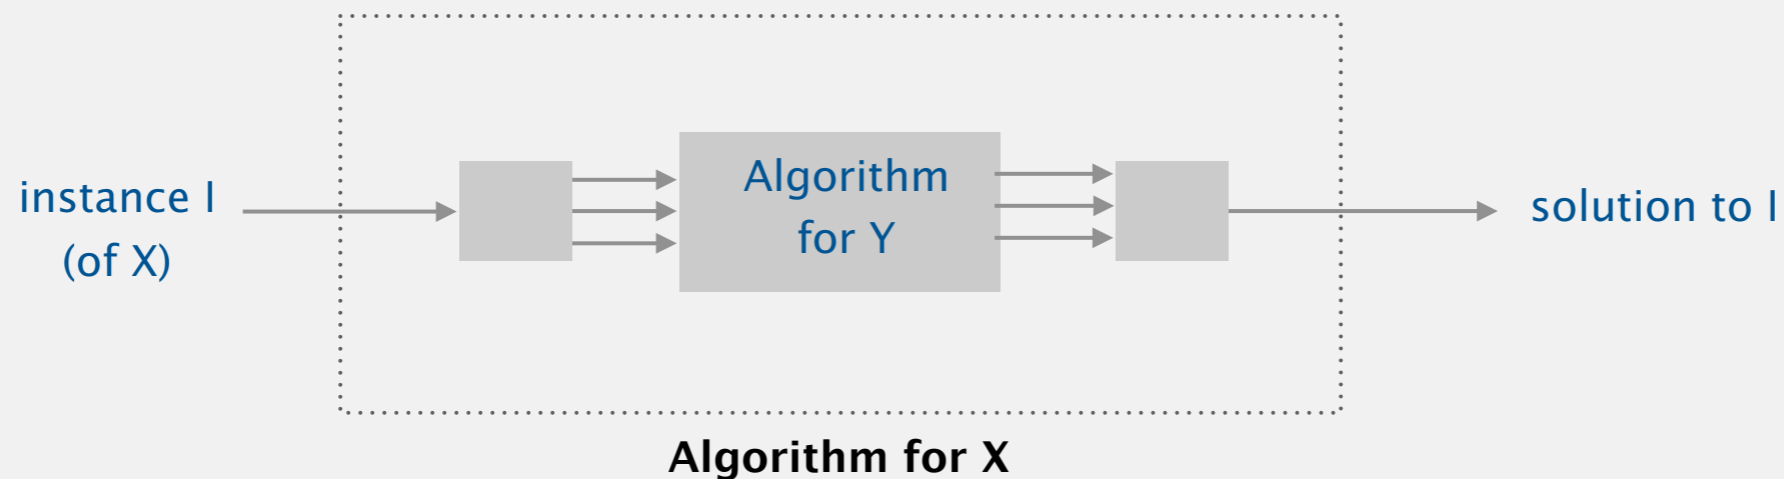 instance I
(of X)
Algorithm
for Y
solution to I
Algorithm for X